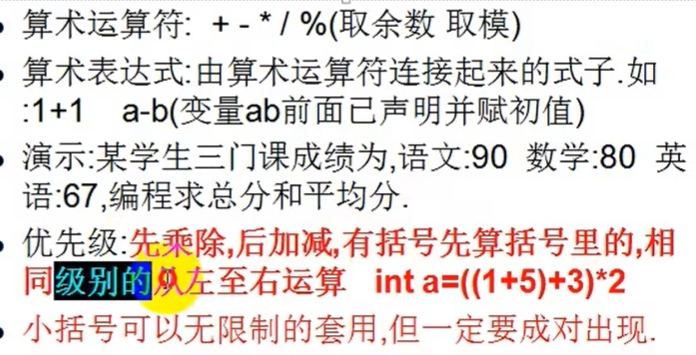 算术运算符: + - * / %(取余数 取模)
算术表达式:由算术运算符连接起来的式子.如
:1+1 a-b(变量ab前面已声明并赋初值)
演示:某学生三门课成绩为,语文:90 数学:80 英
语:67,编程求总分和平均分.
优先级:先乘除,后加减,有括号先算括号里的,相
同级别的从左至右运算 int a=((1+5)+3)*2
小括号可以无限制的套用,但一定要成对出现.